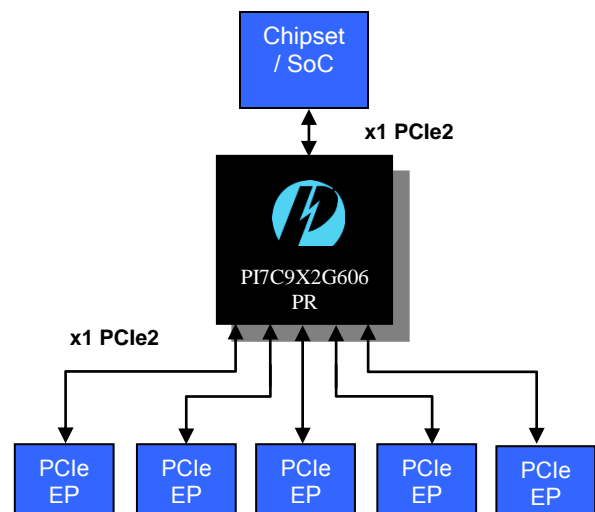 Chipset
/ SoC
x1 PCIe2
PI7C9X2G606
PR
x1 PCIe2
PCIe
EP
PCIe
EP
PCIe
EP
PCIe
EP
PCIe
EP